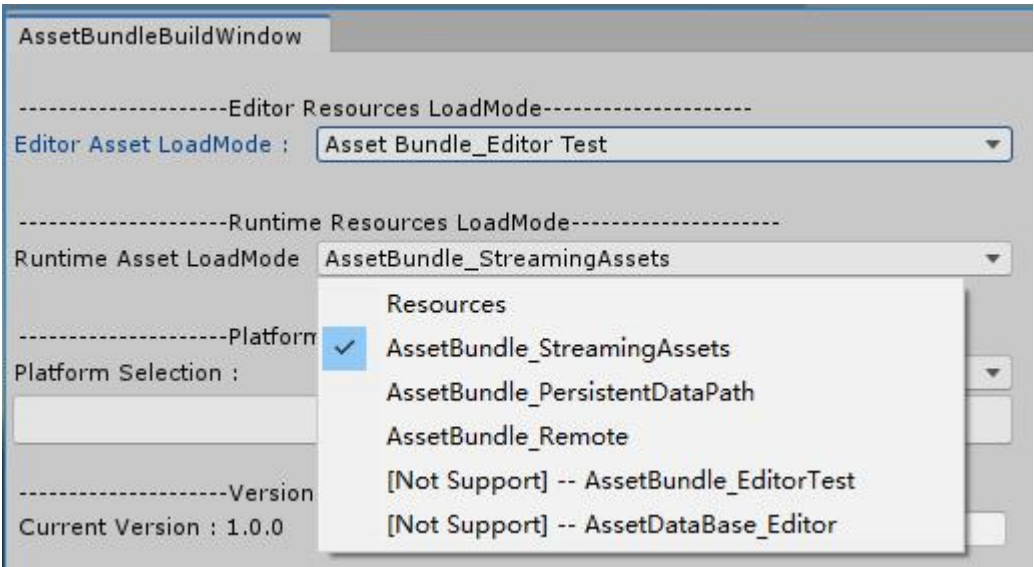 AssetBundleBuildWindow
---------------------Editor Resources LoadMode---------------------
Editor Asset LoadMode : Asset Bundle_Editor Test
---------------------Runtime Resources LoadMode---------------------
Runtime Asset LoadMode AssetBundle_StreamingAssets
Resources
---------------------Platform
AssetBundle_StreamingAssets
Platform Selection :
AssetBundle_PersistentDataPath
AssetBundle_Remote
[Not Support] -- AssetBundle_EditorTest
---------------------Version
Current Version : 1.0.0
[Not Support] -- AssetDataBase_Editor